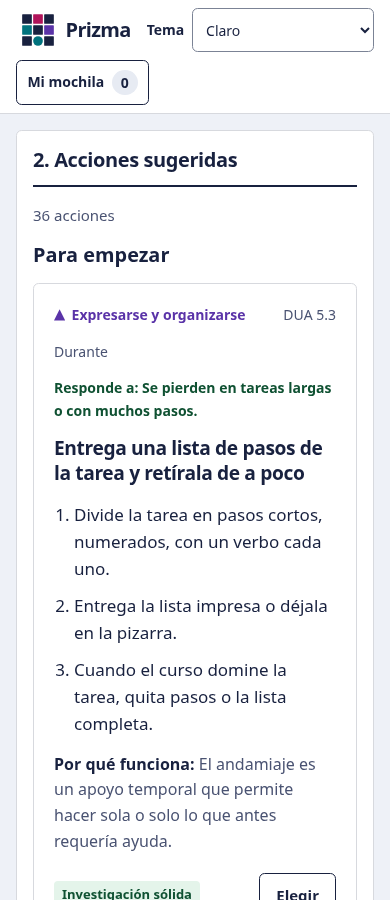 Prizma Tema Claro
Mi mochila 0
2. Acciones sugeridas
36 acciones
Para empezar
▲ Expresarse y organizarse DUA 5.3
Durante
Responde a: Se pierden en tareas largas
o con muchos pasos.
Entrega una lista de pasos de
la tarea y retírala de a poco
1. Divide la tarea en pasos cortos,
numerados, con un verbo cada
uno.
2. Entrega la lista impresa o déjala
en la pizarra.
3. Cuando el curso domine la
tarea, quita pasos o la lista
completa.
Por qué funciona: El andamiaje es
un apoyo temporal que permite
hacer sola o solo lo que antes
requería ayuda.
Investigación sólida Elegir